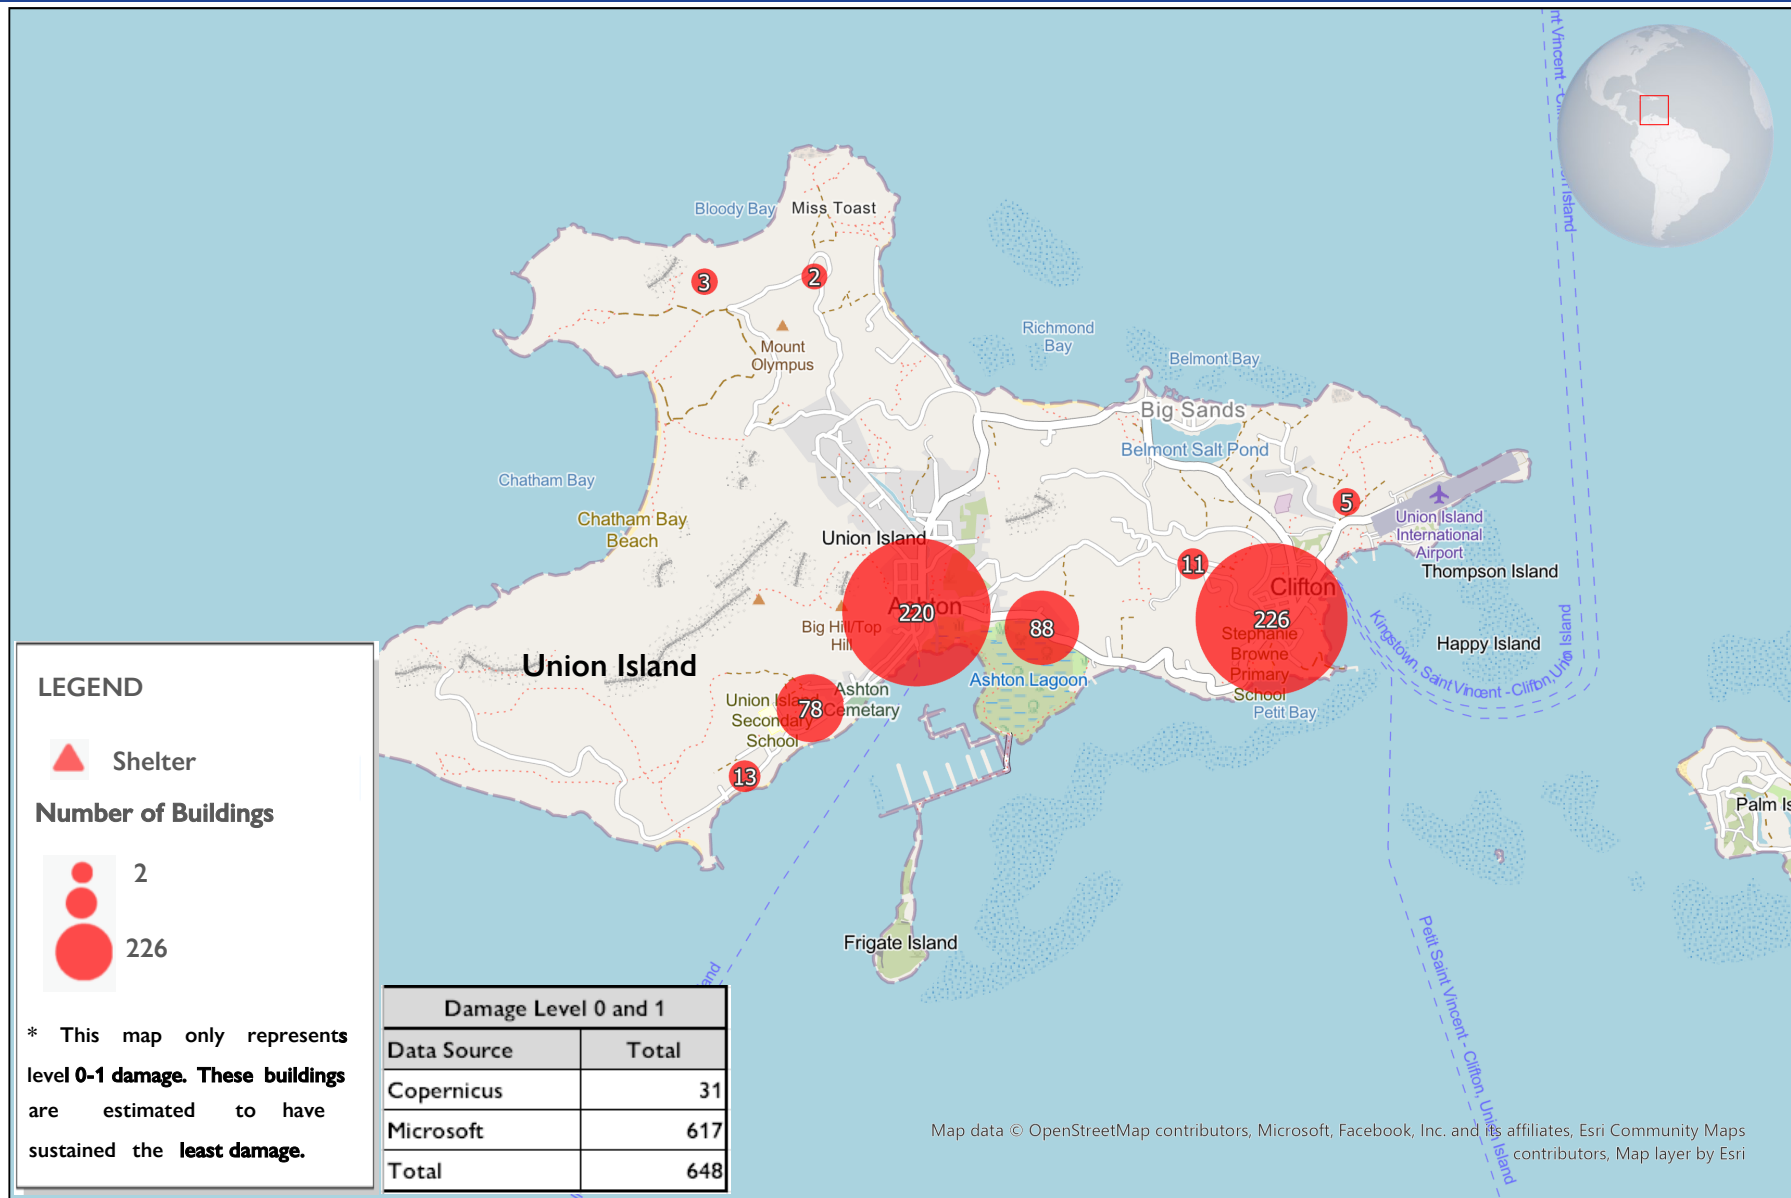 nt Vincent - Cli
n Island
Bloody Bay
Miss Toast
3
2
Mount
Olympus
Richmond
Bay
Belmont Bay
Big Sands
Belmont Salt Pond
Chatham Bay
Chatham Bay
Beach
5
Union Island
International
Airport
Union Island
11
Thompson Island
Clifton
Ashton
220
88
226
Stephanie
Browne
Primary
School
Big Hill/Top
Hill
Happy Island
Kingstown, Saint Vincent - Clifton, Union Island
Union Island
Ashton Lagoon
Petit Bay
Ashton
Cemetary
Union Island
Secondary
School
78
13
Palm Is
Frigate Island
and
Petit Saint Vincent - Clifton, Union Island
LEGEND
Shelter
Number of Buildings
2
226
* This map only represents
level 0-1 damage. These buildings
are estimated to have
sustained the least damage.
Damage Level 0 and 1
Data Source Total
Copernicus 31
Microsoft 617
Total 648
Map data © OpenStreetMap contributors, Microsoft, Facebook, Inc. and its affiliates, Esri Community Maps
contributors, Map layer by Esri